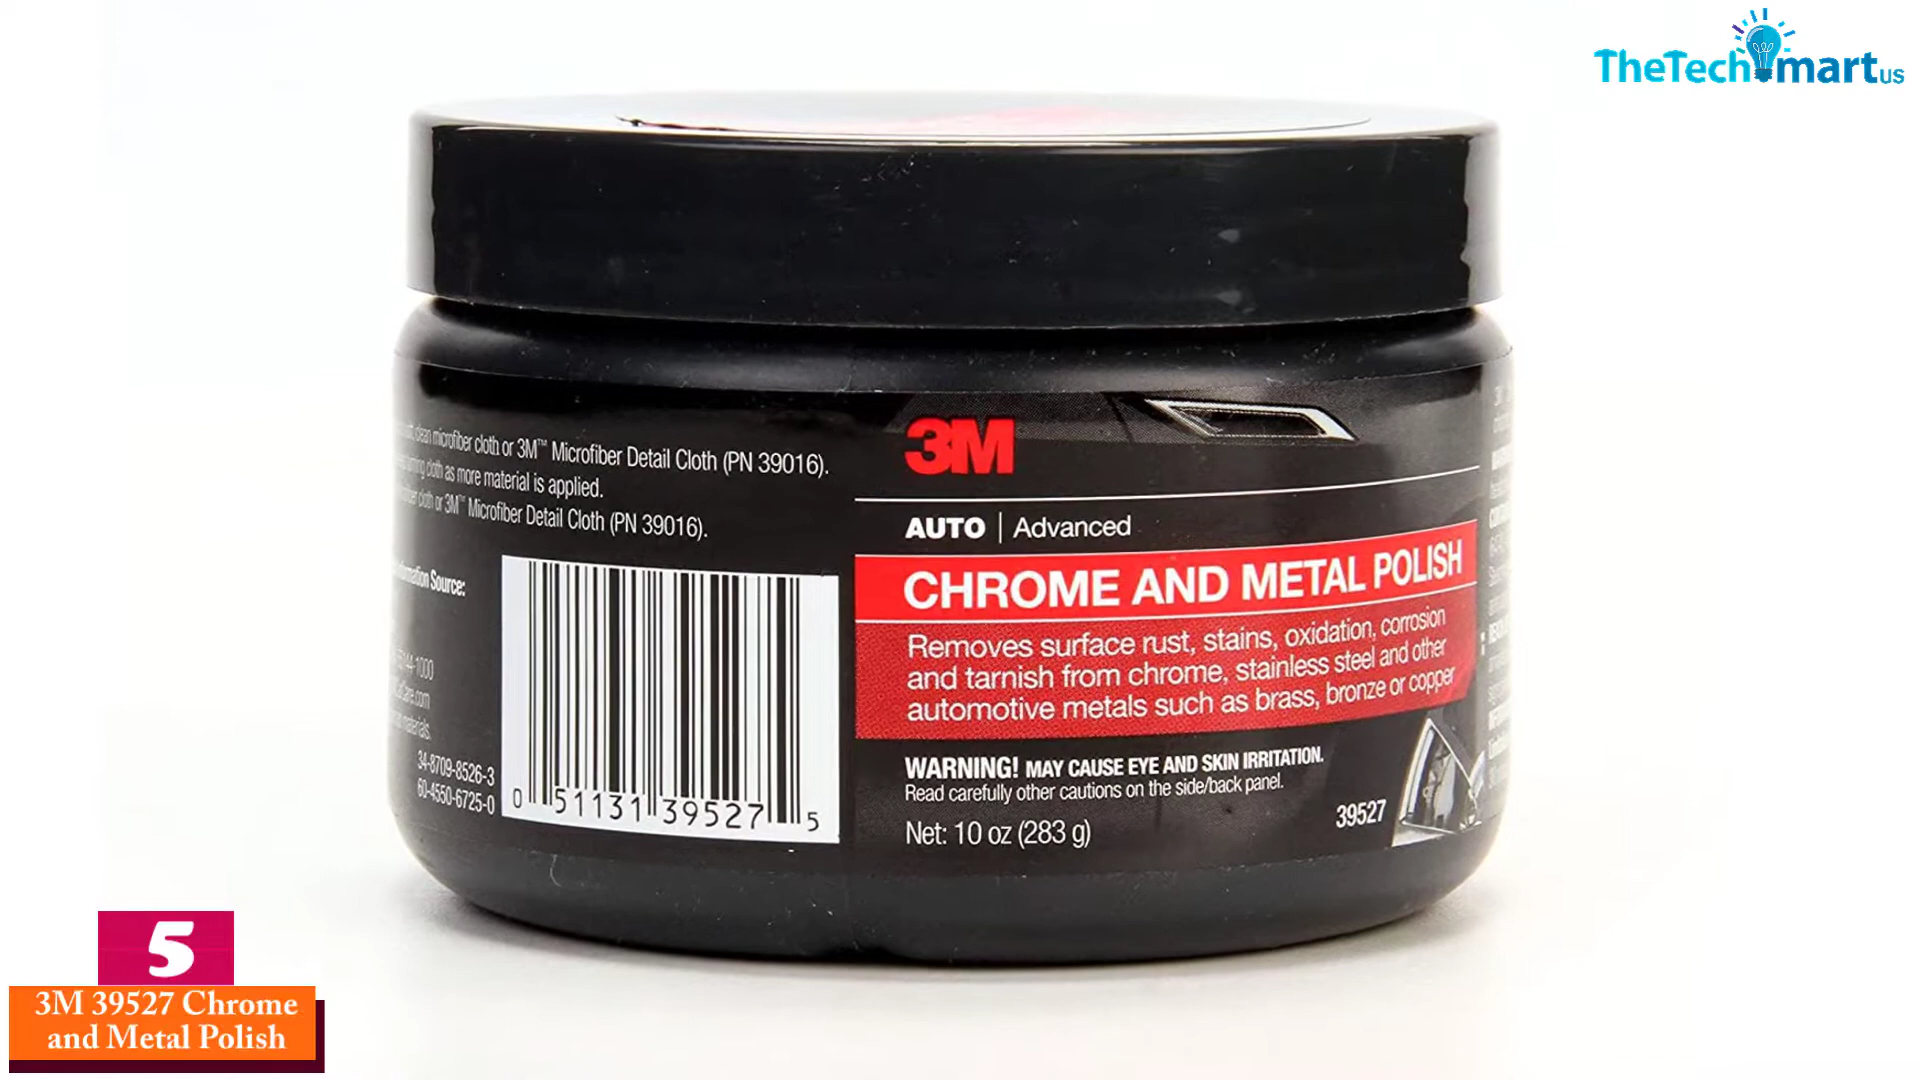 TheTechmartUS
clean microfiber cloth or 3M™ Microfiber Detail Cloth (PN 39016).
cloth as more material is applied.
cloth or 3M™ Microfiber Detail Cloth (PN 39016).
Source:
34-8709-8526-3
60-4550-6725-0
0 51131 39527 5
3M
AUTO | Advanced
CHROME AND METAL POLISH
Removes surface rust, stains, oxidation, corrosion
and tarnish from chrome, stainless steel and other
automotive metals such as brass, bronze or copper
WARNING! MAY CAUSE EYE AND SKIN IRRITATION.
Read carefully other cautions on the side/back panel.
Net: 10 oz (283 g)
39527
5
3M 39527 Chrome
and Metal Polish